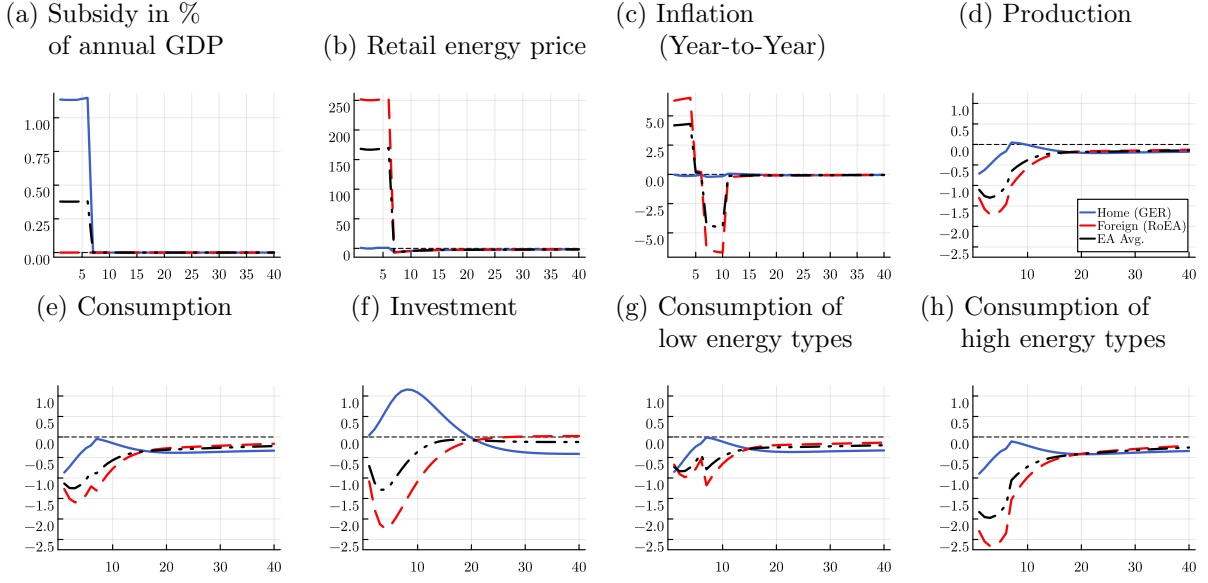 (a) Subsidy in %
of annual GDP
(b) Retail energy price
(c) Inflation
(Year-to-Year)
(d) Production
1.00
0.75
0.50
0.25
0.00
5 10 15 20 25 30 35 40
250
200
150
100
50
0
5 10 15 20 25 30 35 40
5.0
2.5
0.0
−2.5
−5.0
5 10 15 20 25 30 35 40
1.0
0.5
0.0
−0.5
−1.0
−1.5
−2.0
−2.5
10 20 30 40
Home (GER)
Foreign (RoEA)
EA Avg.
(e) Consumption
(f) Investment
(g) Consumption of
low energy types
(h) Consumption of
high energy types
1.0
0.5
0.0
−0.5
−1.0
−1.5
−2.0
−2.5
10 20 30 40
1.0
0.5
0.0
−0.5
−1.0
−1.5
−2.0
−2.5
10 20 30 40
1.0
0.5
0.0
−0.5
−1.0
−1.5
−2.0
−2.5
10 20 30 40
1.0
0.5
0.0
−0.5
−1.0
−1.5
−2.0
−2.5
10 20 30 40